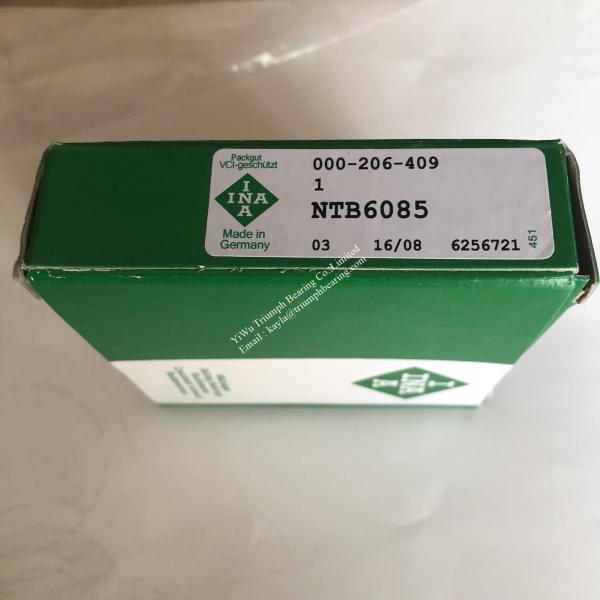 Packgut
VCI-geschützt
INA
INA
Made in
Germany
000-206-409
1
NTB6085
03 16/08 6256721
451
YiWu Triumph Bearing Co.,Limited
Email : kayla@triumphbearing.com
INA